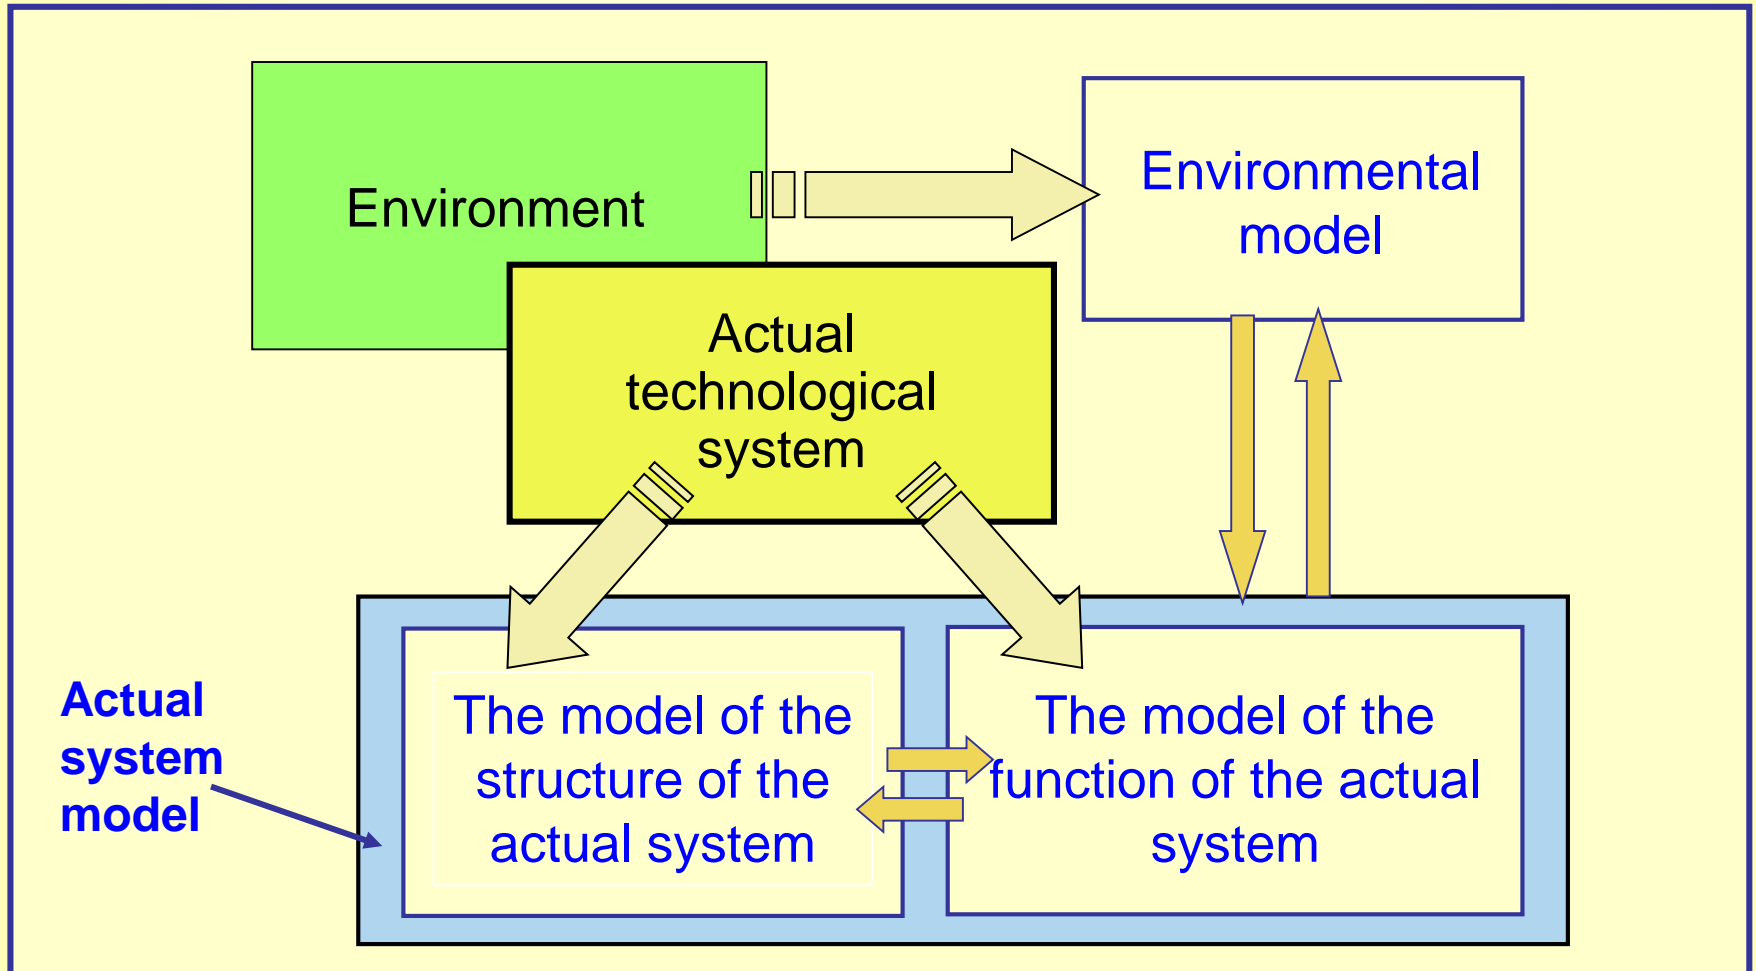 Environment
Environmental
model
Actual
technological
system
Actual
system
model
The model of the
structure of the
actual system
The model of the
function of the actual
system